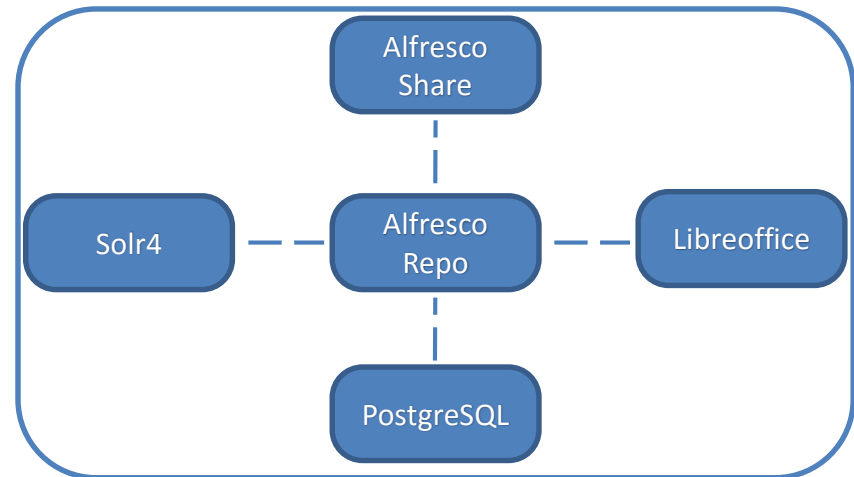 Alfresco
Share
Solr4
Alfresco
Repo
Libreoffice
PostgreSQL